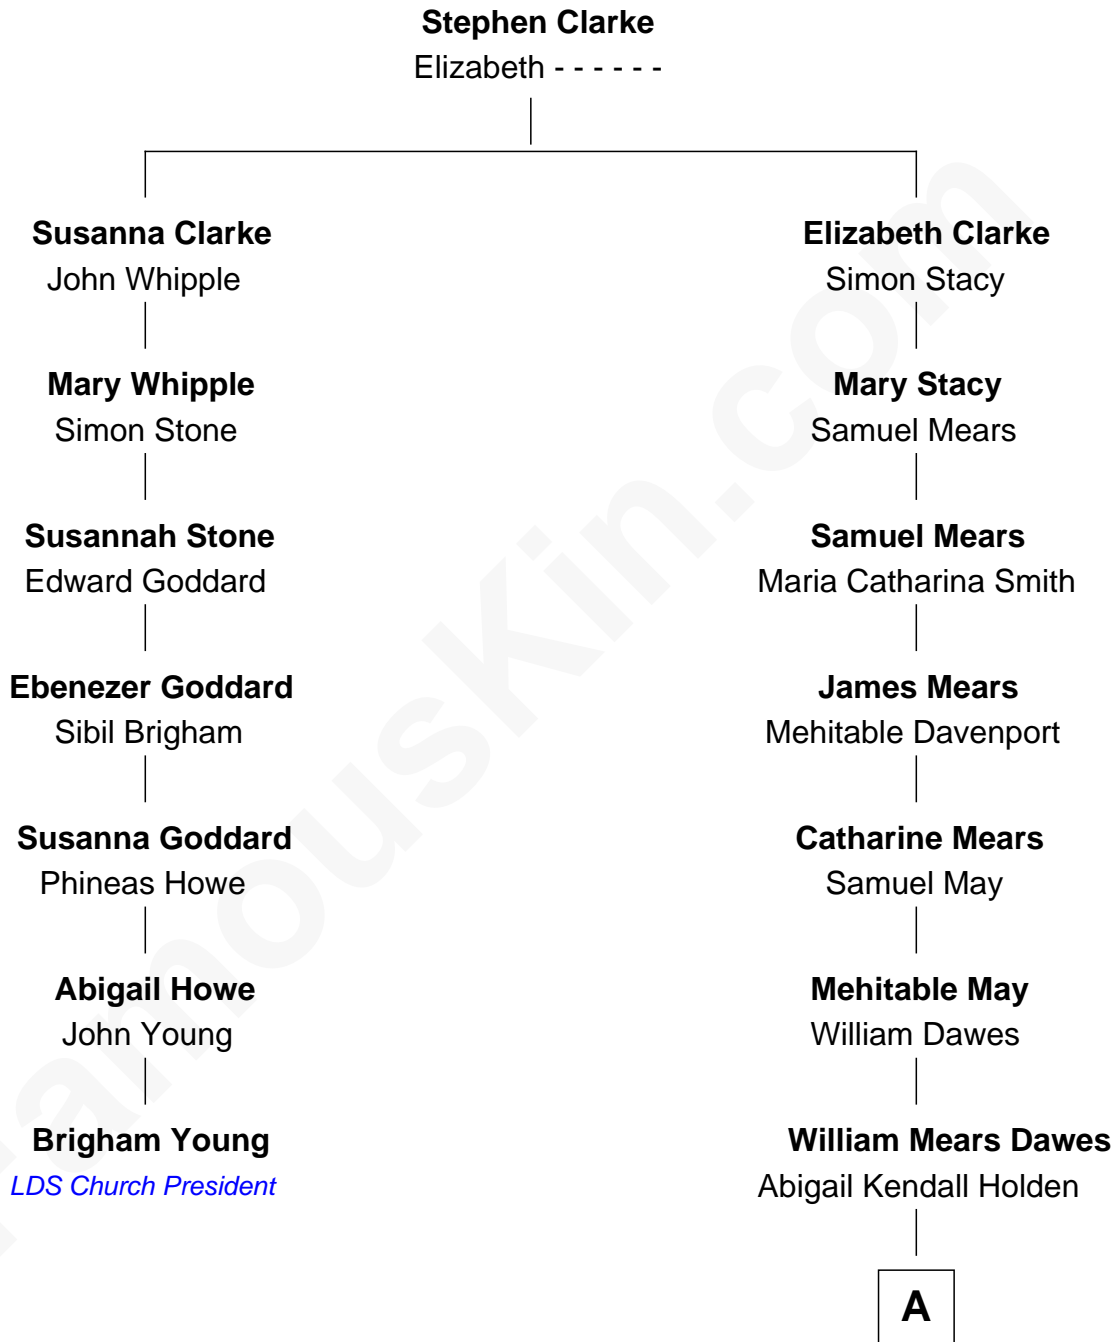 Stephen Clarke
Elizabeth - - - - - -
Susanna Clarke
John Whipple
Elizabeth Clarke
Simon Stacy
Mary Whipple
Simon Stone
Mary Stacy
Samuel Mears
Susannah Stone
Edward Goddard
Samuel Mears
Maria Catharina Smith
Ebenezer Goddard
Sibil Brigham
James Mears
Mehitable Davenport
Susanna Goddard
Phineas Howe
Catharine Mears
Samuel May
Abigail Howe
John Young
Mehitable May
William Dawes
Brigham Young
LDS Church President
William Mears Dawes
Abigail Kendall Holden
A
FamousKin.com